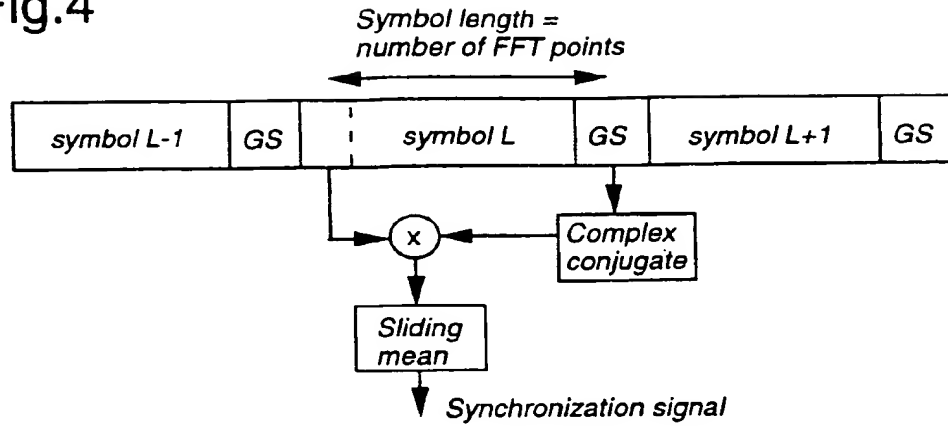 Fig.4
Symbol length =
number of FFT points
symbol L-1 GS symbol L GS symbol L+1 GS
x Complex
conjugate
Sliding
mean
Synchronization signal